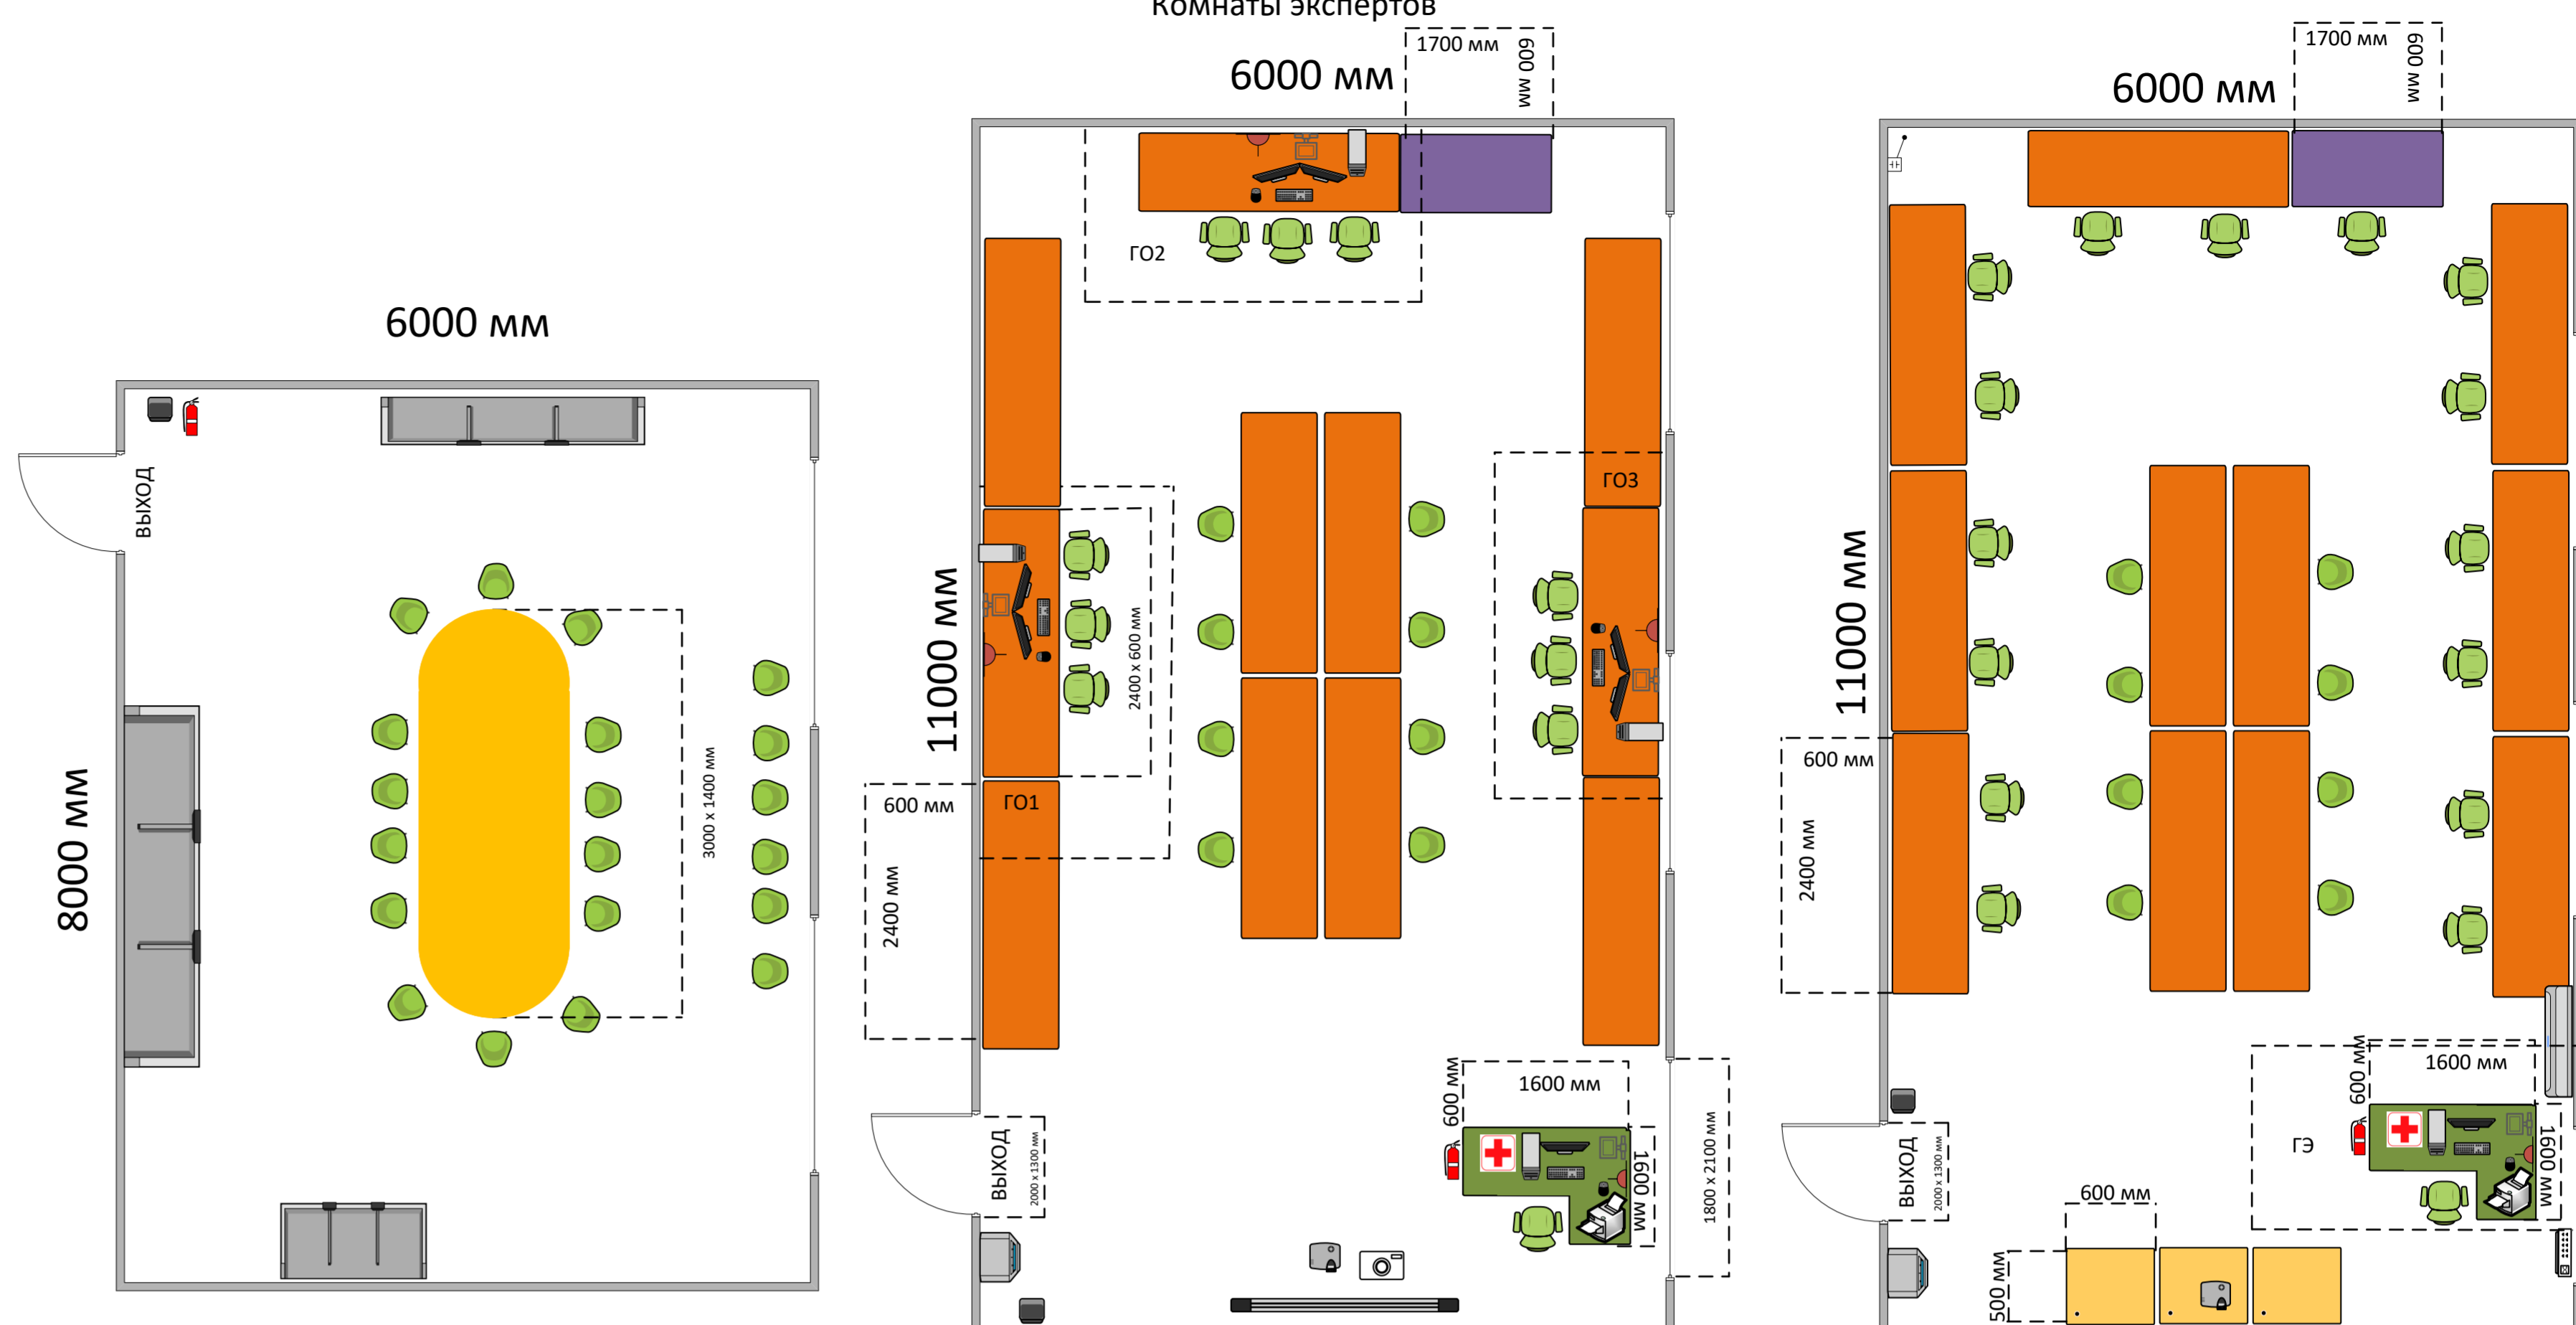 Комнаты экспертов
6000 мм
ВЫХОД
8000 мм
3000 x 1400 мм
6000 мм
1700 мм
600 мм
ГО2
11000 мм
2400 x 600 мм
ГО3
ГО1
600 мм
2400 мм
ВЫХОД
2000 x 1300 мм
600 мм
1600 мм
1600 мм
1800 x 2100 мм
6000 мм
1700 мм
600 мм
11000 мм
600 мм
2400 мм
ВЫХОД
2000 x 1300 мм
ГЭ
600 мм
1600 мм
1600 мм
600 мм
500 мм